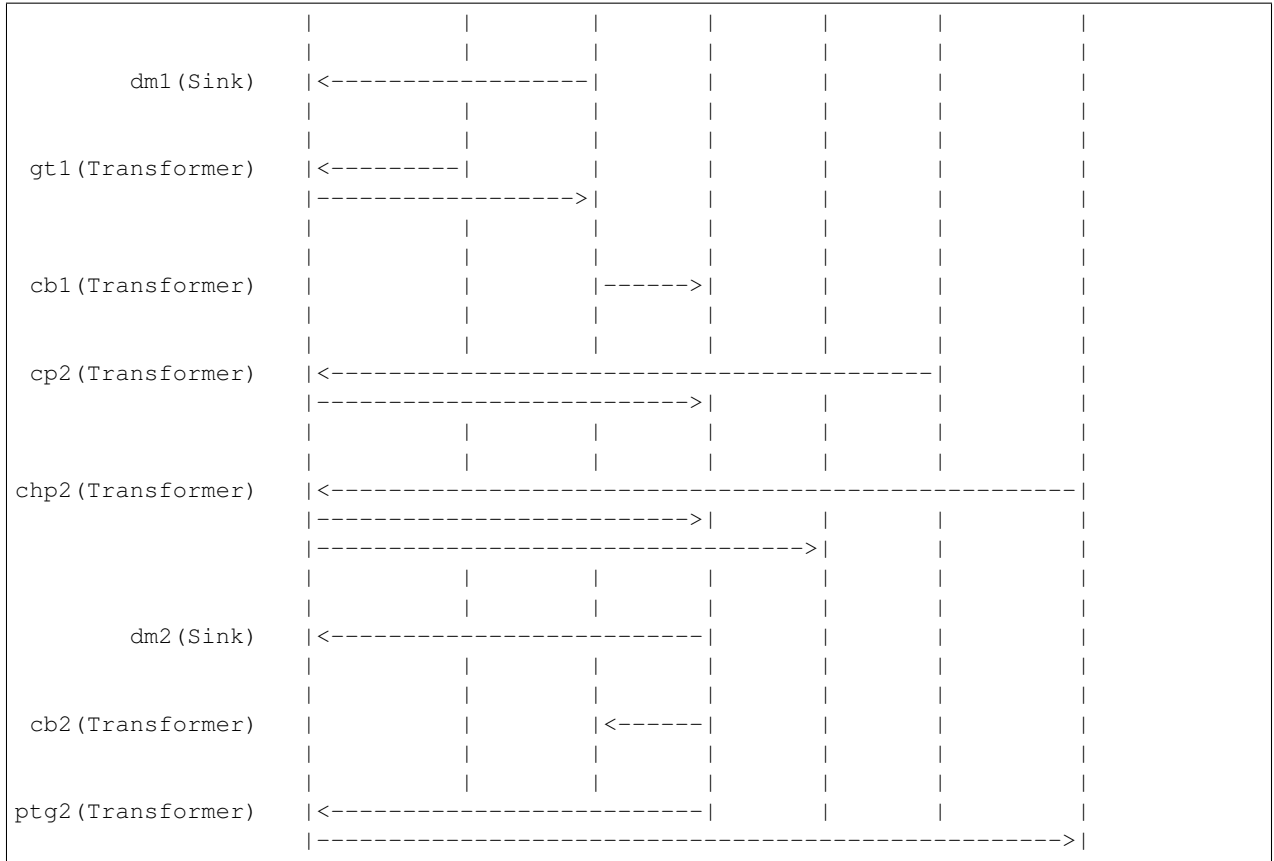 dm1(Sink)
gt1(Transformer)
cb1(Transformer)
cp2(Transformer)
chp2(Transformer)
dm2(Sink)
cb2(Transformer)
ptg2(Transformer)